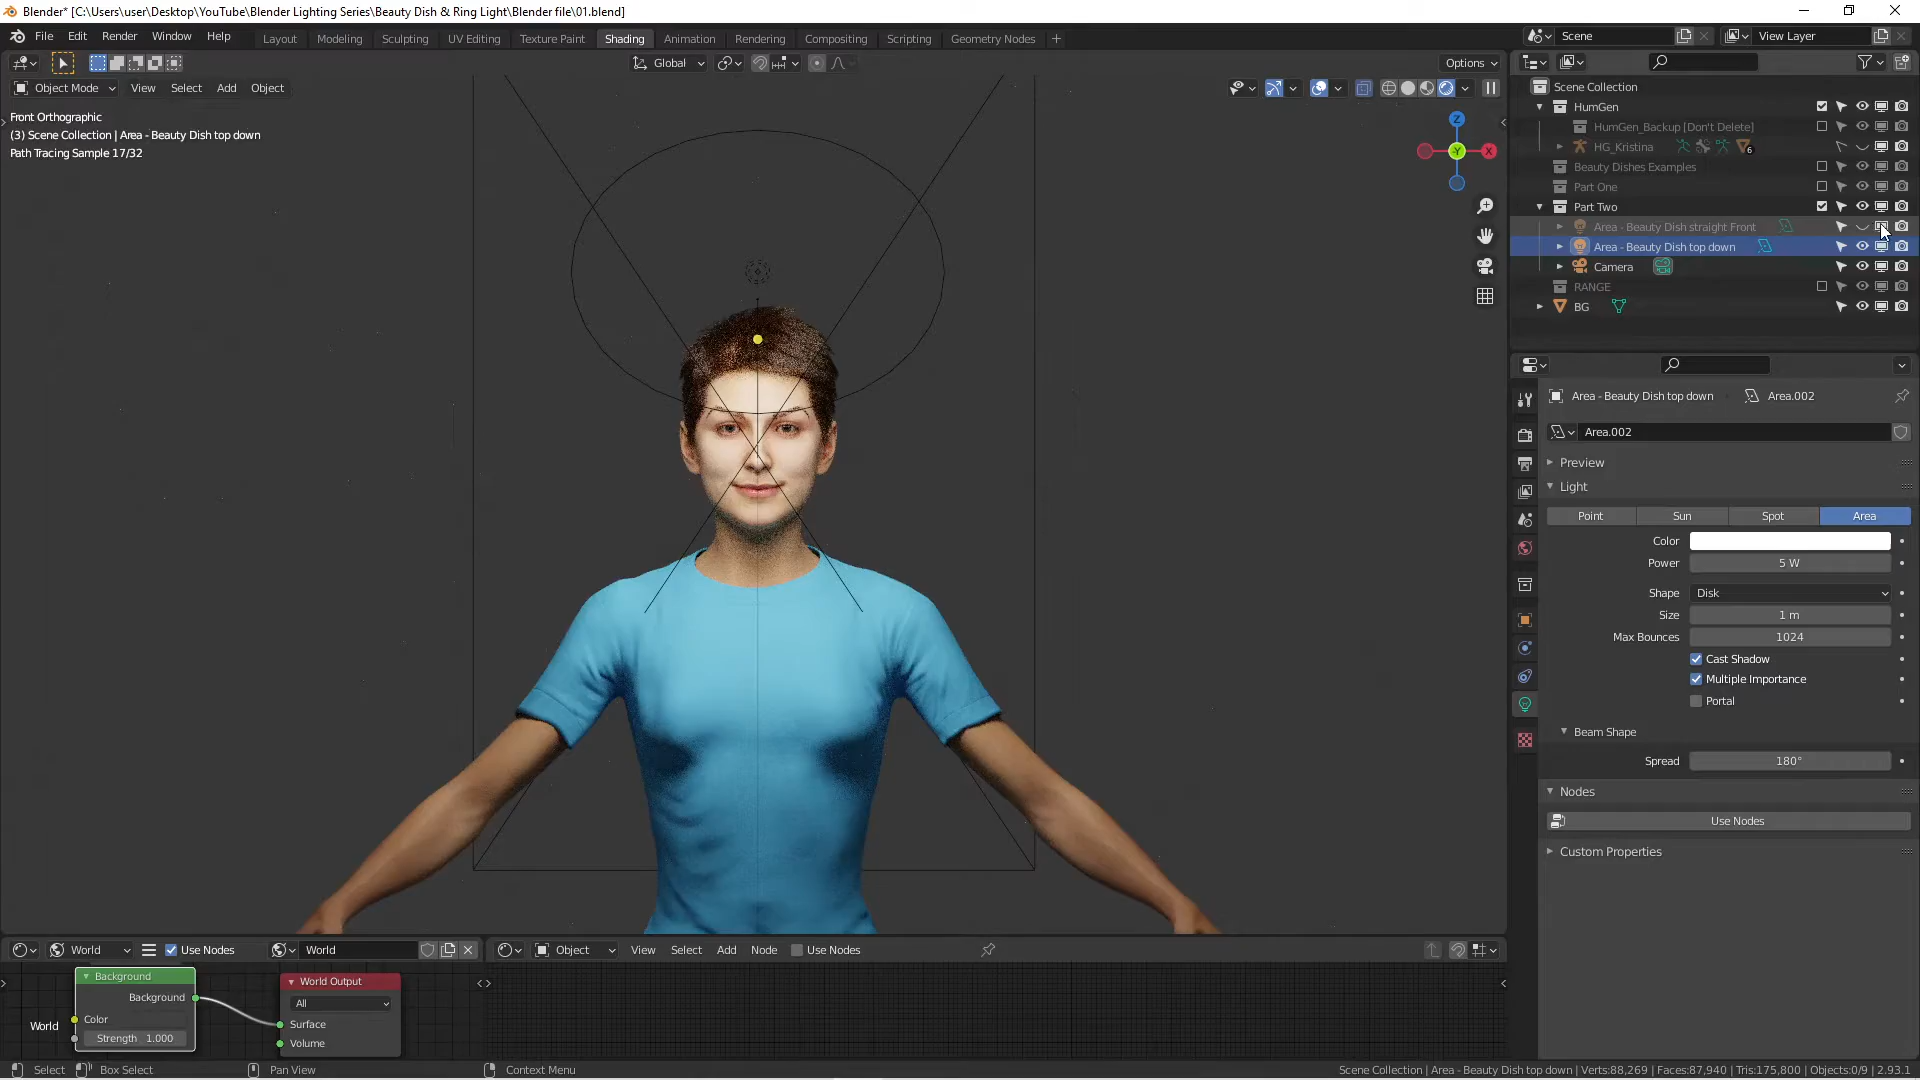 Blender* [C:\Users\user\Desktop\YouTube\Blender Lighting Series\Beauty Dish & Ring Light\Blender file\01.blend]
File Edit Render Window Help Layout Modeling Sculpting UV Editing Texture Paint Shading Animation Rendering Compositing Scripting Geometry Nodes + Scene View Layer
Global Options
Object Mode View Select Add Object
Front Orthographic
(3) Scene Collection | Area - Beauty Dish top down
Path Tracing Sample 17/32
Z
X
-Y
Scene Collection
HumGen
HumGen_Backup [Don't Delete]
HG_Kristina 6
Beauty Dishes Examples
Part One
Part Two
Area - Beauty Dish straight Front
Area - Beauty Dish top down
Camera
RANGE
BG
Area - Beauty Dish top down Area.002
Area.002
Preview
Light
Point Sun Spot Area
Color
Power 5 W
Shape Disk
Size 1 m
Max Bounces 1024
Cast Shadow
Multiple Importance
Portal
Beam Shape
Spread 180°
Nodes
Use Nodes
Custom Properties
World Use Nodes World Object View Select Add Node Use Nodes
Background
Background
Color
Strength 1.000
World Output
All
Surface
Volume
World
Select Box Select Pan View Context Menu Scene Collection | Area - Beauty Dish top down | Verts:88,269 | Faces:87,940 | Tris:175,800 | Objects:0/9 | 2.93.1